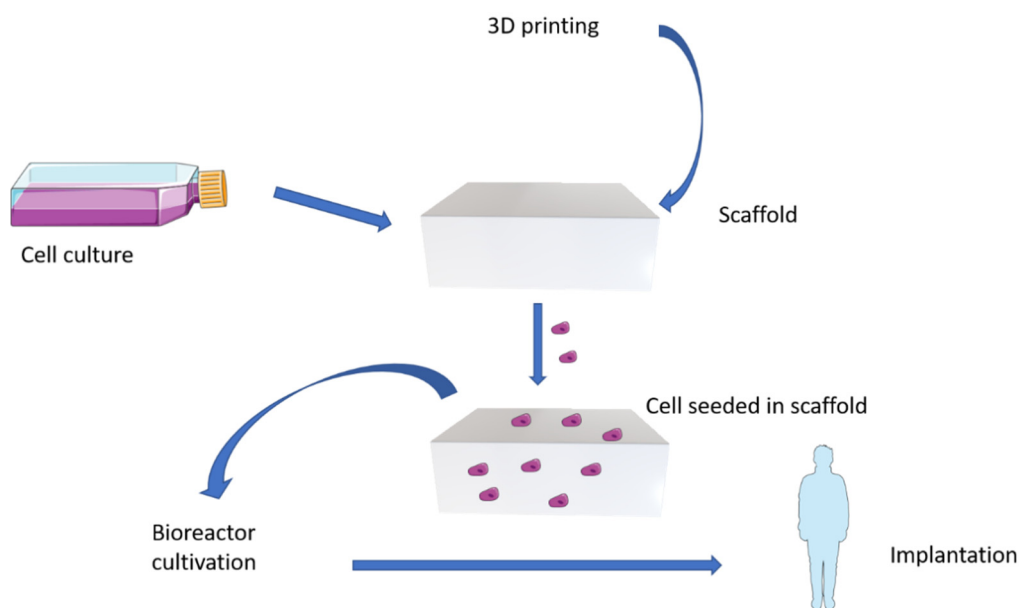 3D printing
Scaffold
Cell culture
Cell seeded in scaffold
Bioreactor
cultivation
Implantation